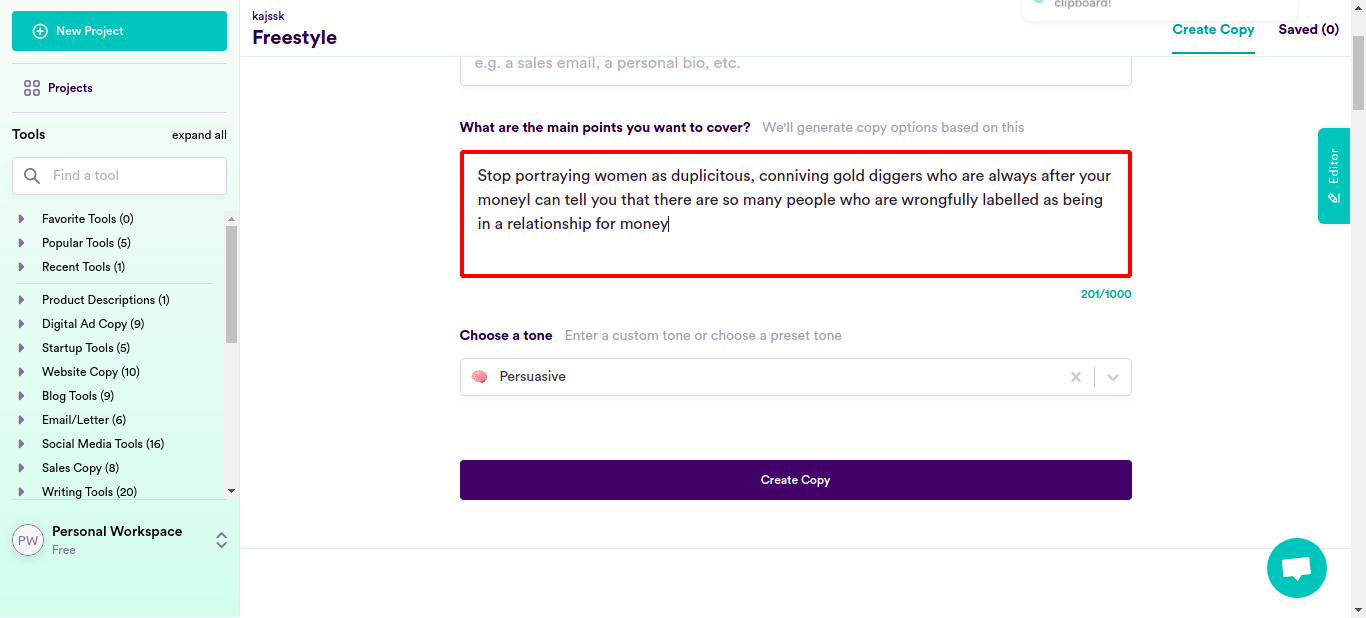 New Project
Projects
Tools
expand all
Find a tool
Favorite Tools (0)
Popular Tools (5)
Recent Tools (1)
Product Descriptions (1)
Digital Ad Copy (9)
Startup Tools (5)
Website Copy (10)
Blog Tools (9)
Email/Letter (6)
Social Media Tools (16)
Sales Copy (8)
Writing Tools (20)
PW
Personal Workspace
Free
kajssk
Freestyle
clipboard!
Create Copy
Saved (0)
e.g. a sales email, a personal bio, etc.
What are the main points you want to cover? We'll generate copy options based on this
Stop portraying women as duplicitous, conniving gold diggers who are always after your
moneyI can tell you that there are so many people who are wrongfully labelled as being
in a relationship for money
201/1000
Choose a tone Enter a custom tone or choose a preset tone
Persuasive
Create Copy
Editor